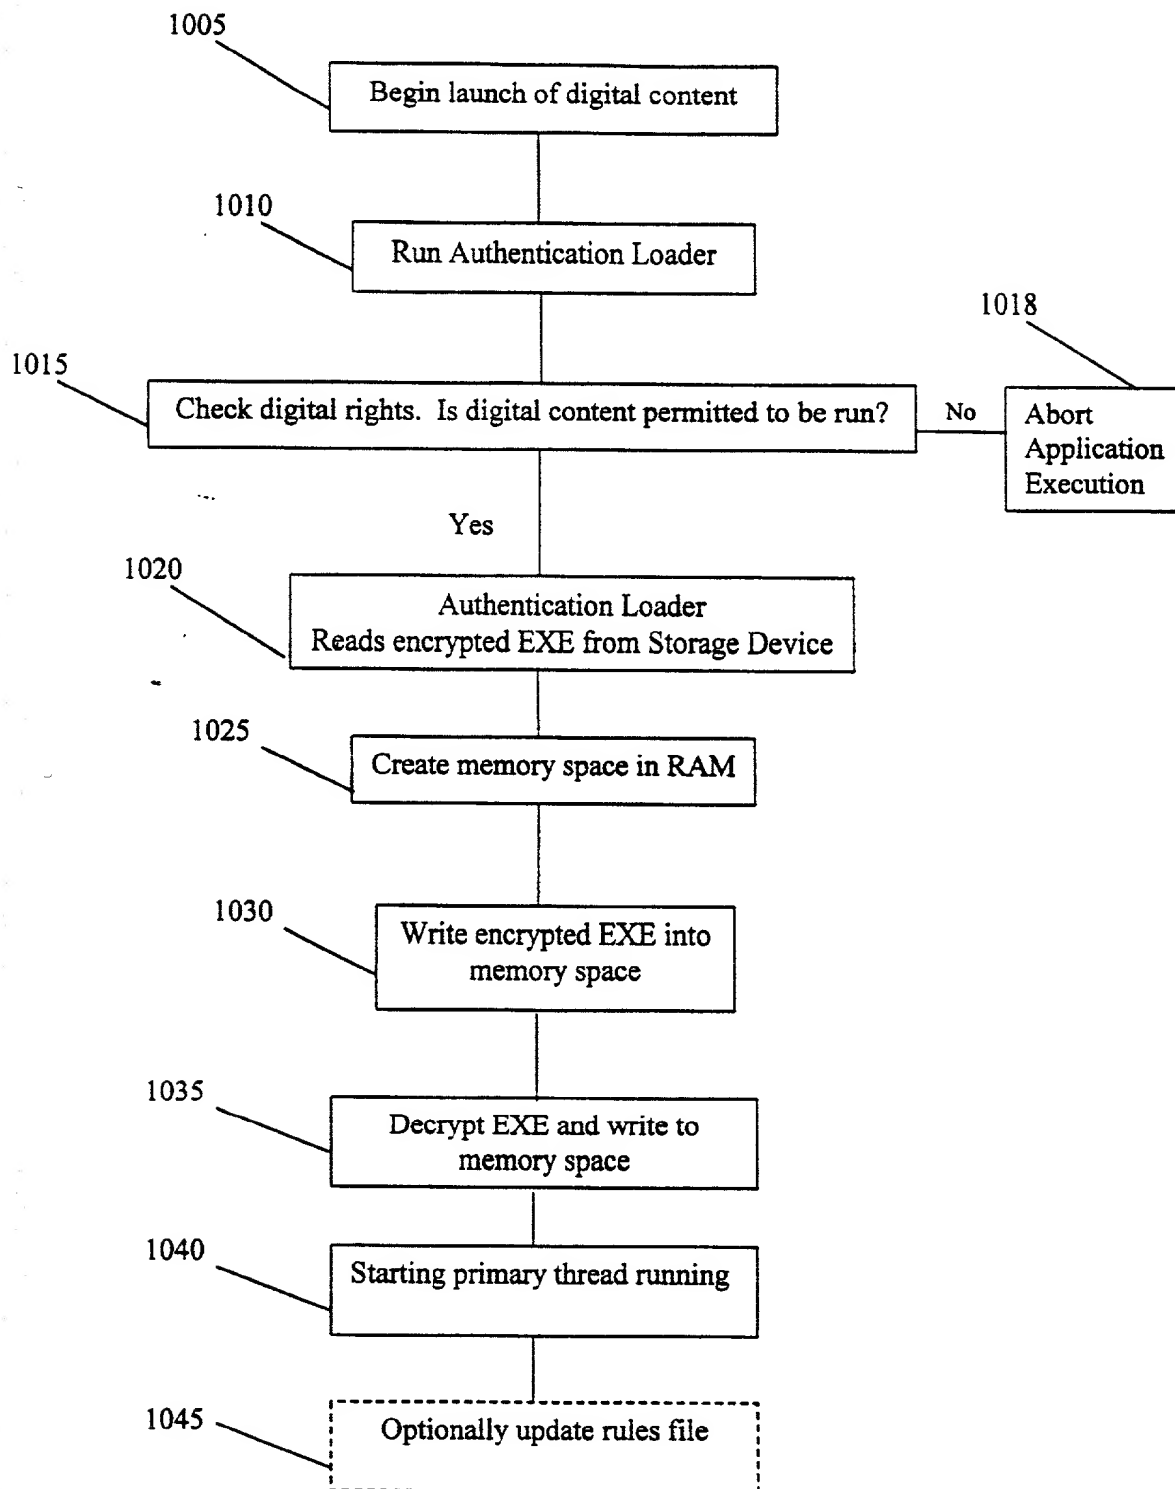 1005
Begin launch of digital content
1010
Run Authentication Loader
1018
1015
Check digital rights. Is digital content permitted to be run?
No
Abort
Application
Execution
Yes
1020
Authentication Loader
Reads encrypted EXE from Storage Device
1025
Create memory space in RAM
1030
Write encrypted EXE into
memory space
1035
Decrypt EXE and write to
memory space
1040
Starting primary thread running
1045
Optionally update rules file